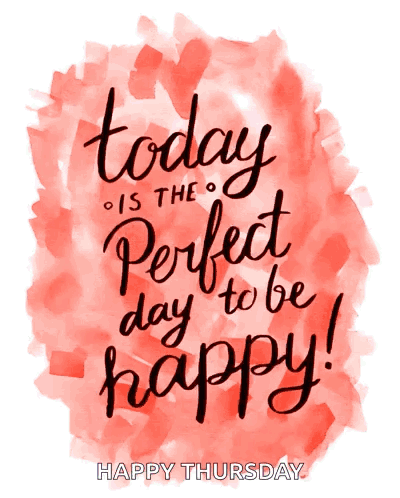 today
IS THE
Perfect
day to be
happy!
HAPPY THURSDAY